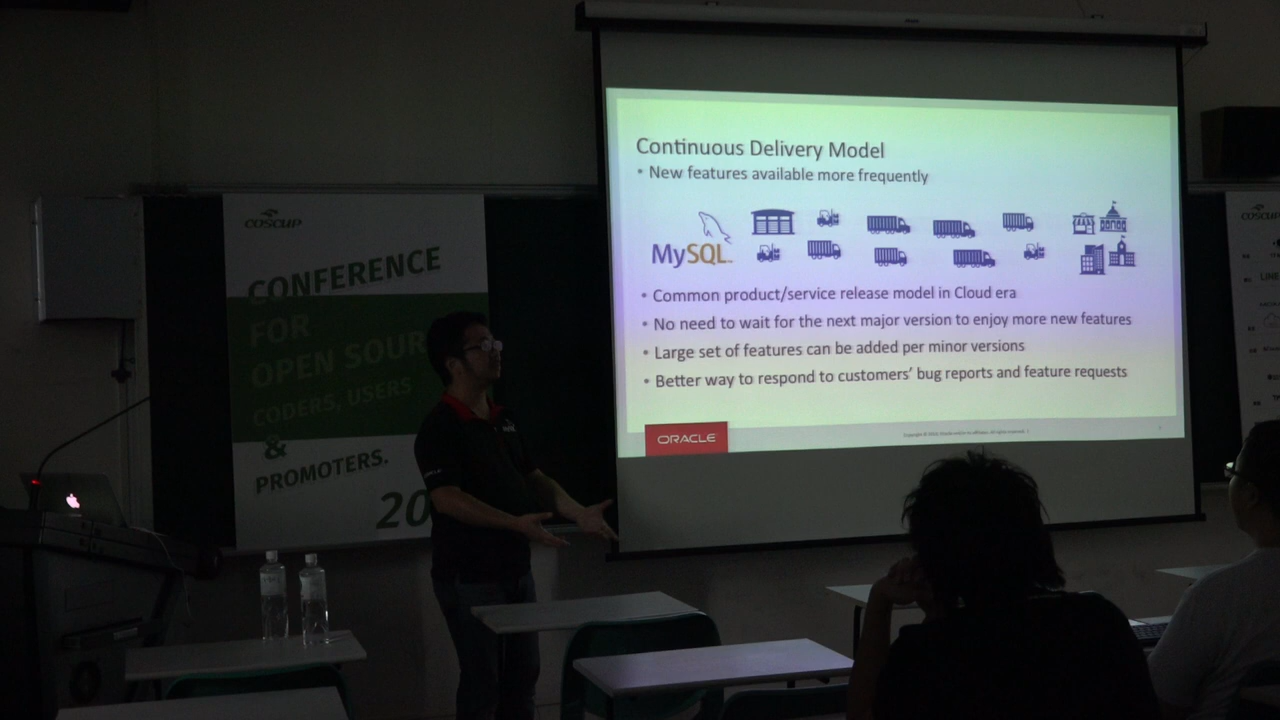 COSCUP
CONFERENCE
FOR
OPEN SOUR
CODERS, USERS
&
PROMOTERS.
20
Continuous Delivery Model
• New features available more frequently
MySQL
• Common product/service release model in Cloud era
• No need to wait for the next major version to enjoy more new features
• Large set of features can be added per minor versions
• Better way to respond to customers' bug reports and feature requests
ORACLE
COSCUP
LINE